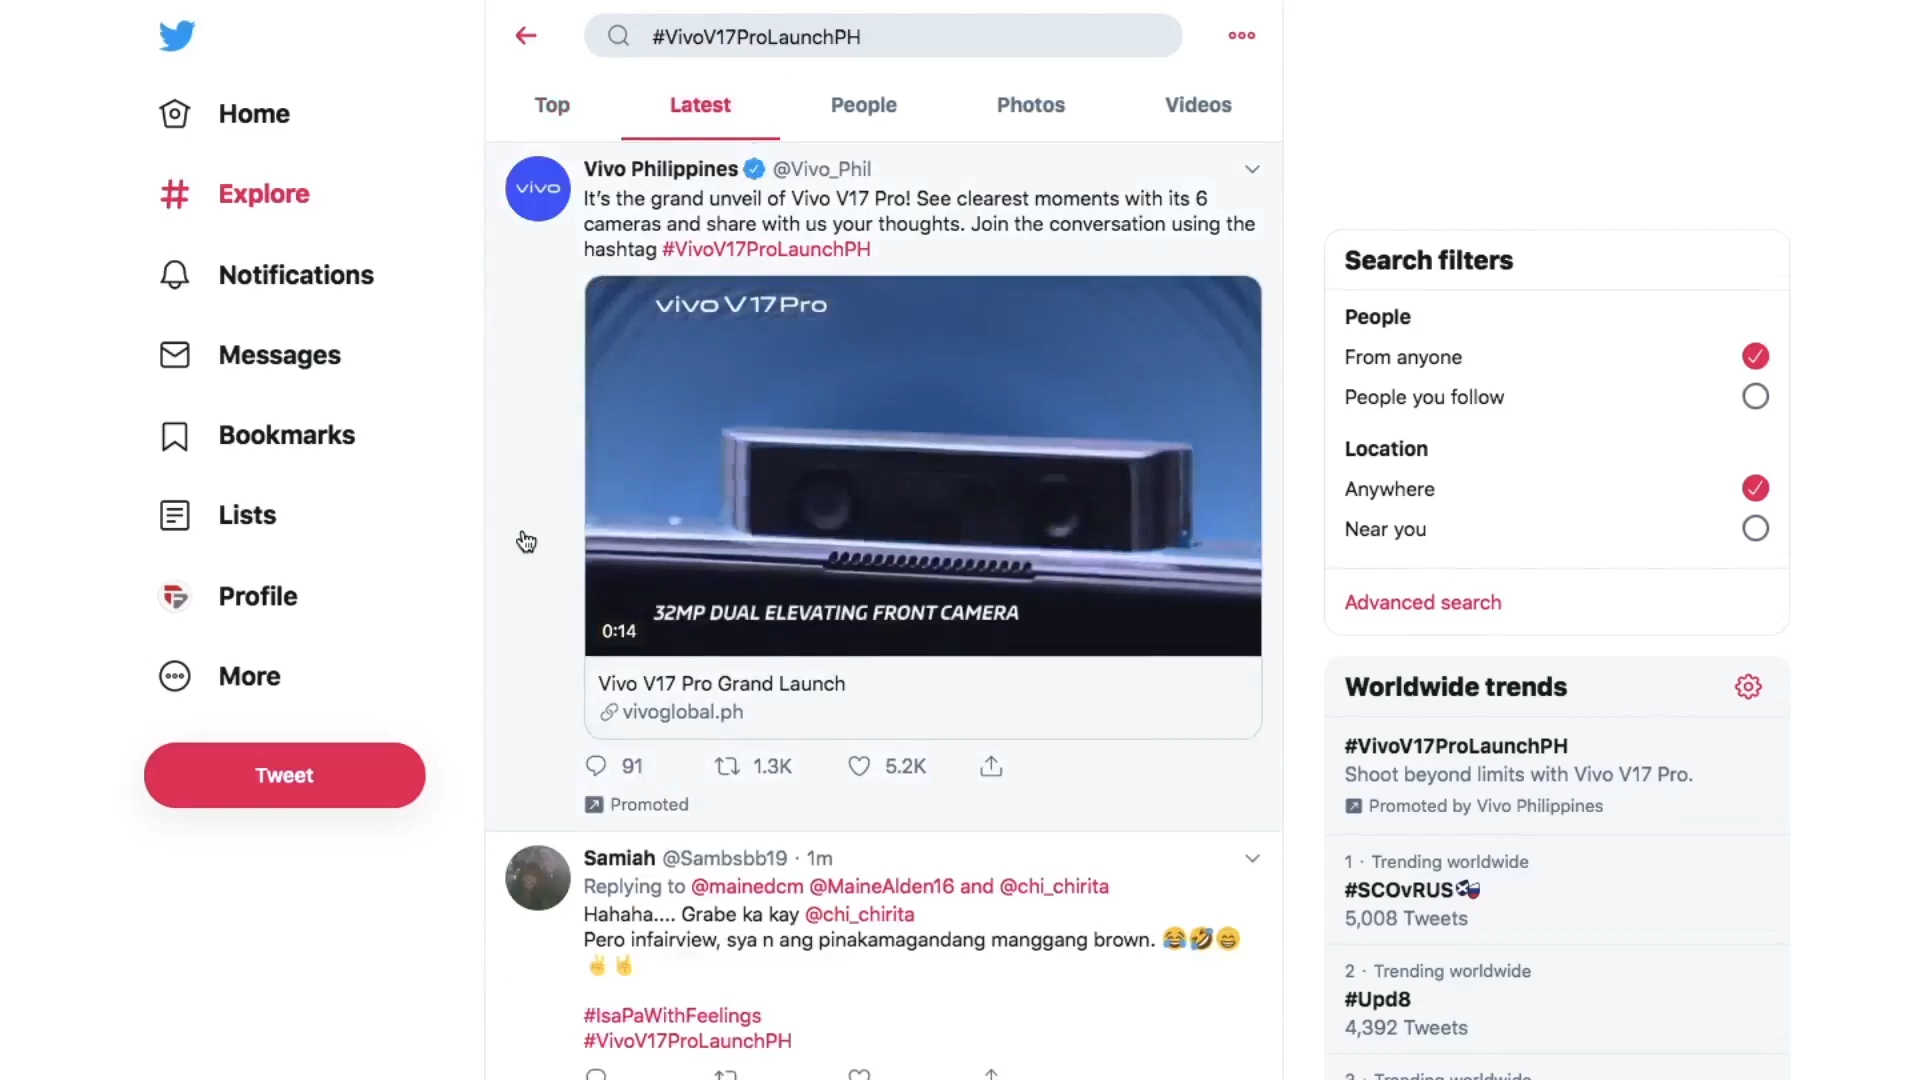 #VivoV17ProLaunchPH
Top
Latest
People
Photos
Videos
Home
Explore
Notifications
Messages
Bookmarks
Lists
Profile
More
Tweet
vivo
Vivo Philippines @Vivo_Phil
It's the grand unveil of Vivo V17 Pro! See clearest moments with its 6
cameras and share with us your thoughts. Join the conversation using the
hashtag #VivoV17ProLaunchPH
vivo V17Pro
32MP DUAL ELEVATING FRONT CAMERA
0:14
Vivo V17 Pro Grand Launch
vivoglobal.ph
91
1.3K
5.2K
Promoted
Samiah @Sambsbb19 · 1m
Replying to @mainedcm @MaineAlden16 and @chi_chirita
Hahaha.... Grabe ka kay @chi_chirita
Pero infairview, sya n ang pinakamagandang manggang brown. 😂🤣😁
✌🤘
#IsaPaWithFeelings
#VivoV17ProLaunchPH
Search filters
People
From anyone
People you follow
Location
Anywhere
Near you
Advanced search
Worldwide trends
#VivoV17ProLaunchPH
Shoot beyond limits with Vivo V17 Pro.
Promoted by Vivo Philippines
1 · Trending worldwide
#SCOvRUS
5,008 Tweets
2 · Trending worldwide
#Upd8
4,392 Tweets
3 · Trending worldwide